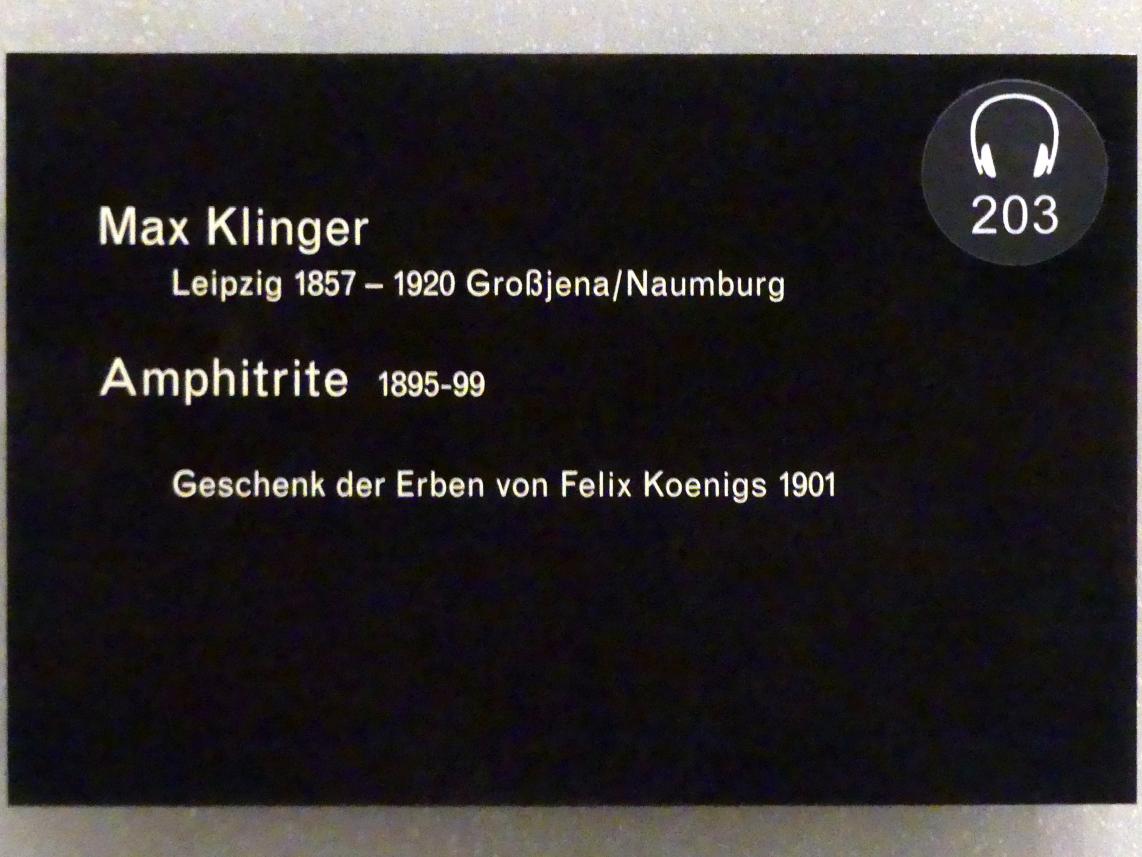 203
Max Klinger
Leipzig 1857 – 1920 Großjena/Naumburg
Amphitrite 1895-99
Geschenk der Erben von Felix Koenigs 1901